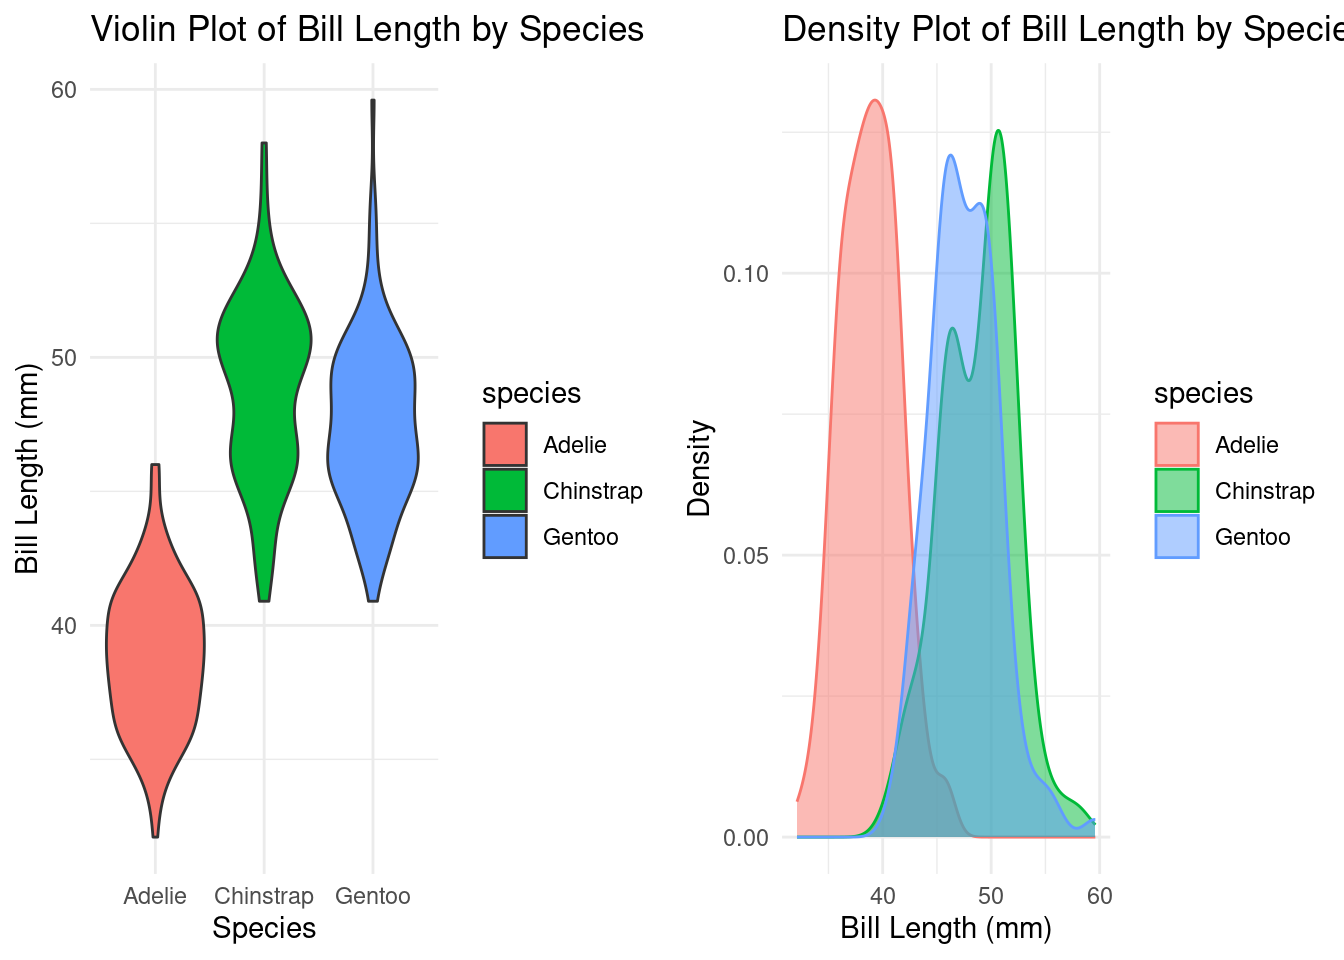 Violin Plot of Bill Length by Species
60
50
40
Bill Length (mm)
Adelie
Chinstrap
Gentoo
Species
species
Adelie
Chinstrap
Gentoo
Density Plot of Bill Length by Specie
0.10
0.05
0.00
Density
40
50
60
Bill Length (mm)
species
Adelie
Chinstrap
Gentoo